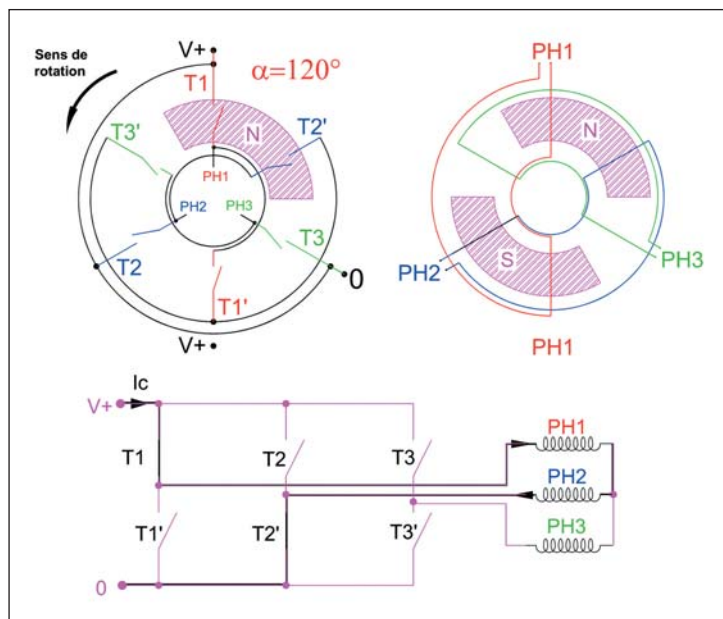 Sens de
rotation
V+
α=120°
T1
N
T2'
T3'
PH1
PH2
PH3
T2
T3
T1'
0
V+
PH1
N
S
PH2
PH3
PH1
V+
Ic
T1
T2
T3
T1'
T2'
T3'
0
PH1
PH2
PH3